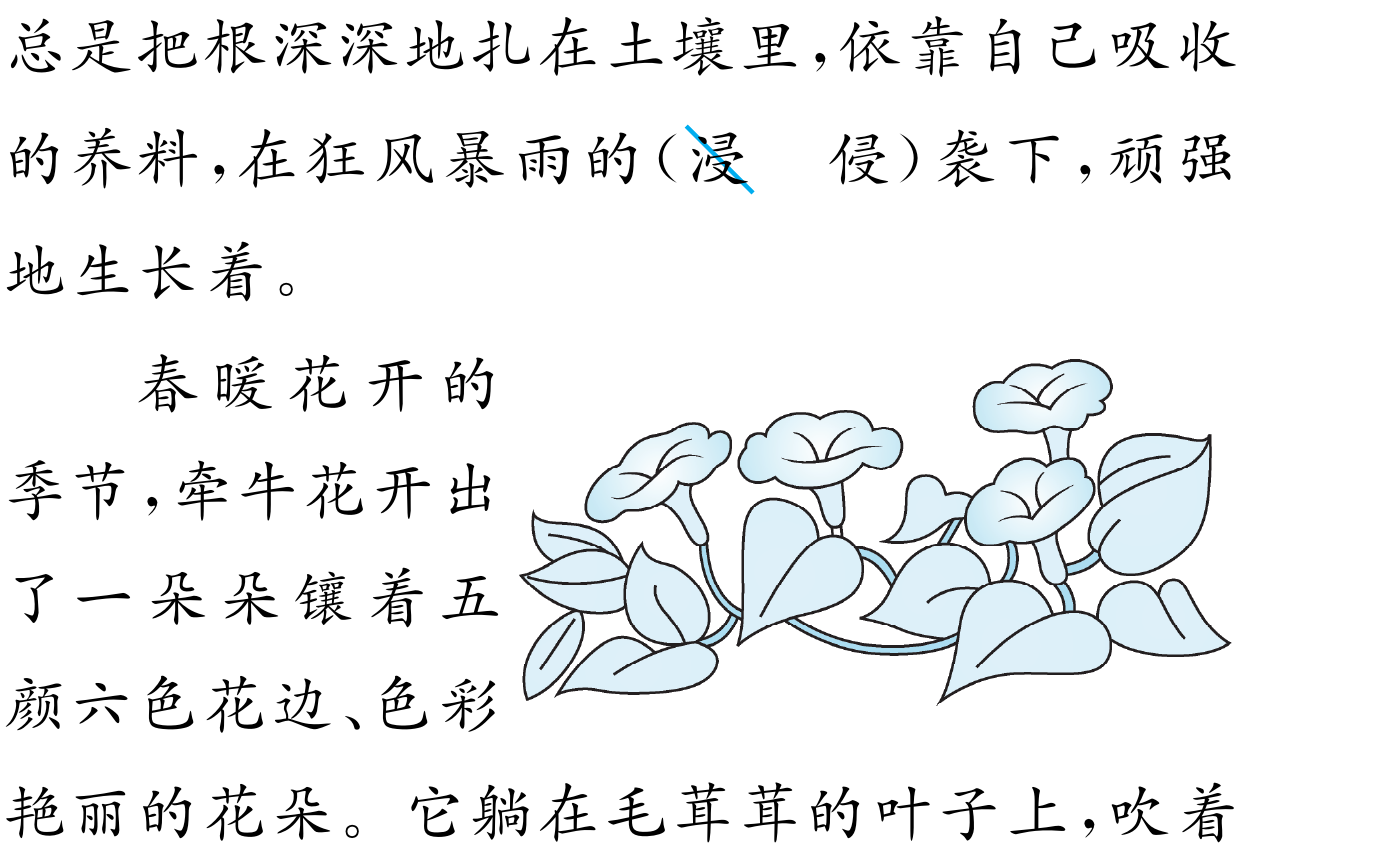 总是把根深深地扎在土壤里,依靠自己吸收
的养料,在狂风暴雨的(浸　侵)袭下,顽强
地生长着。
春暖花开的
季节,牵牛花开出
了一朵朵镶着五
颜六色花边、色彩
艳丽的花朵。它躺在毛茸茸的叶子上,吹着